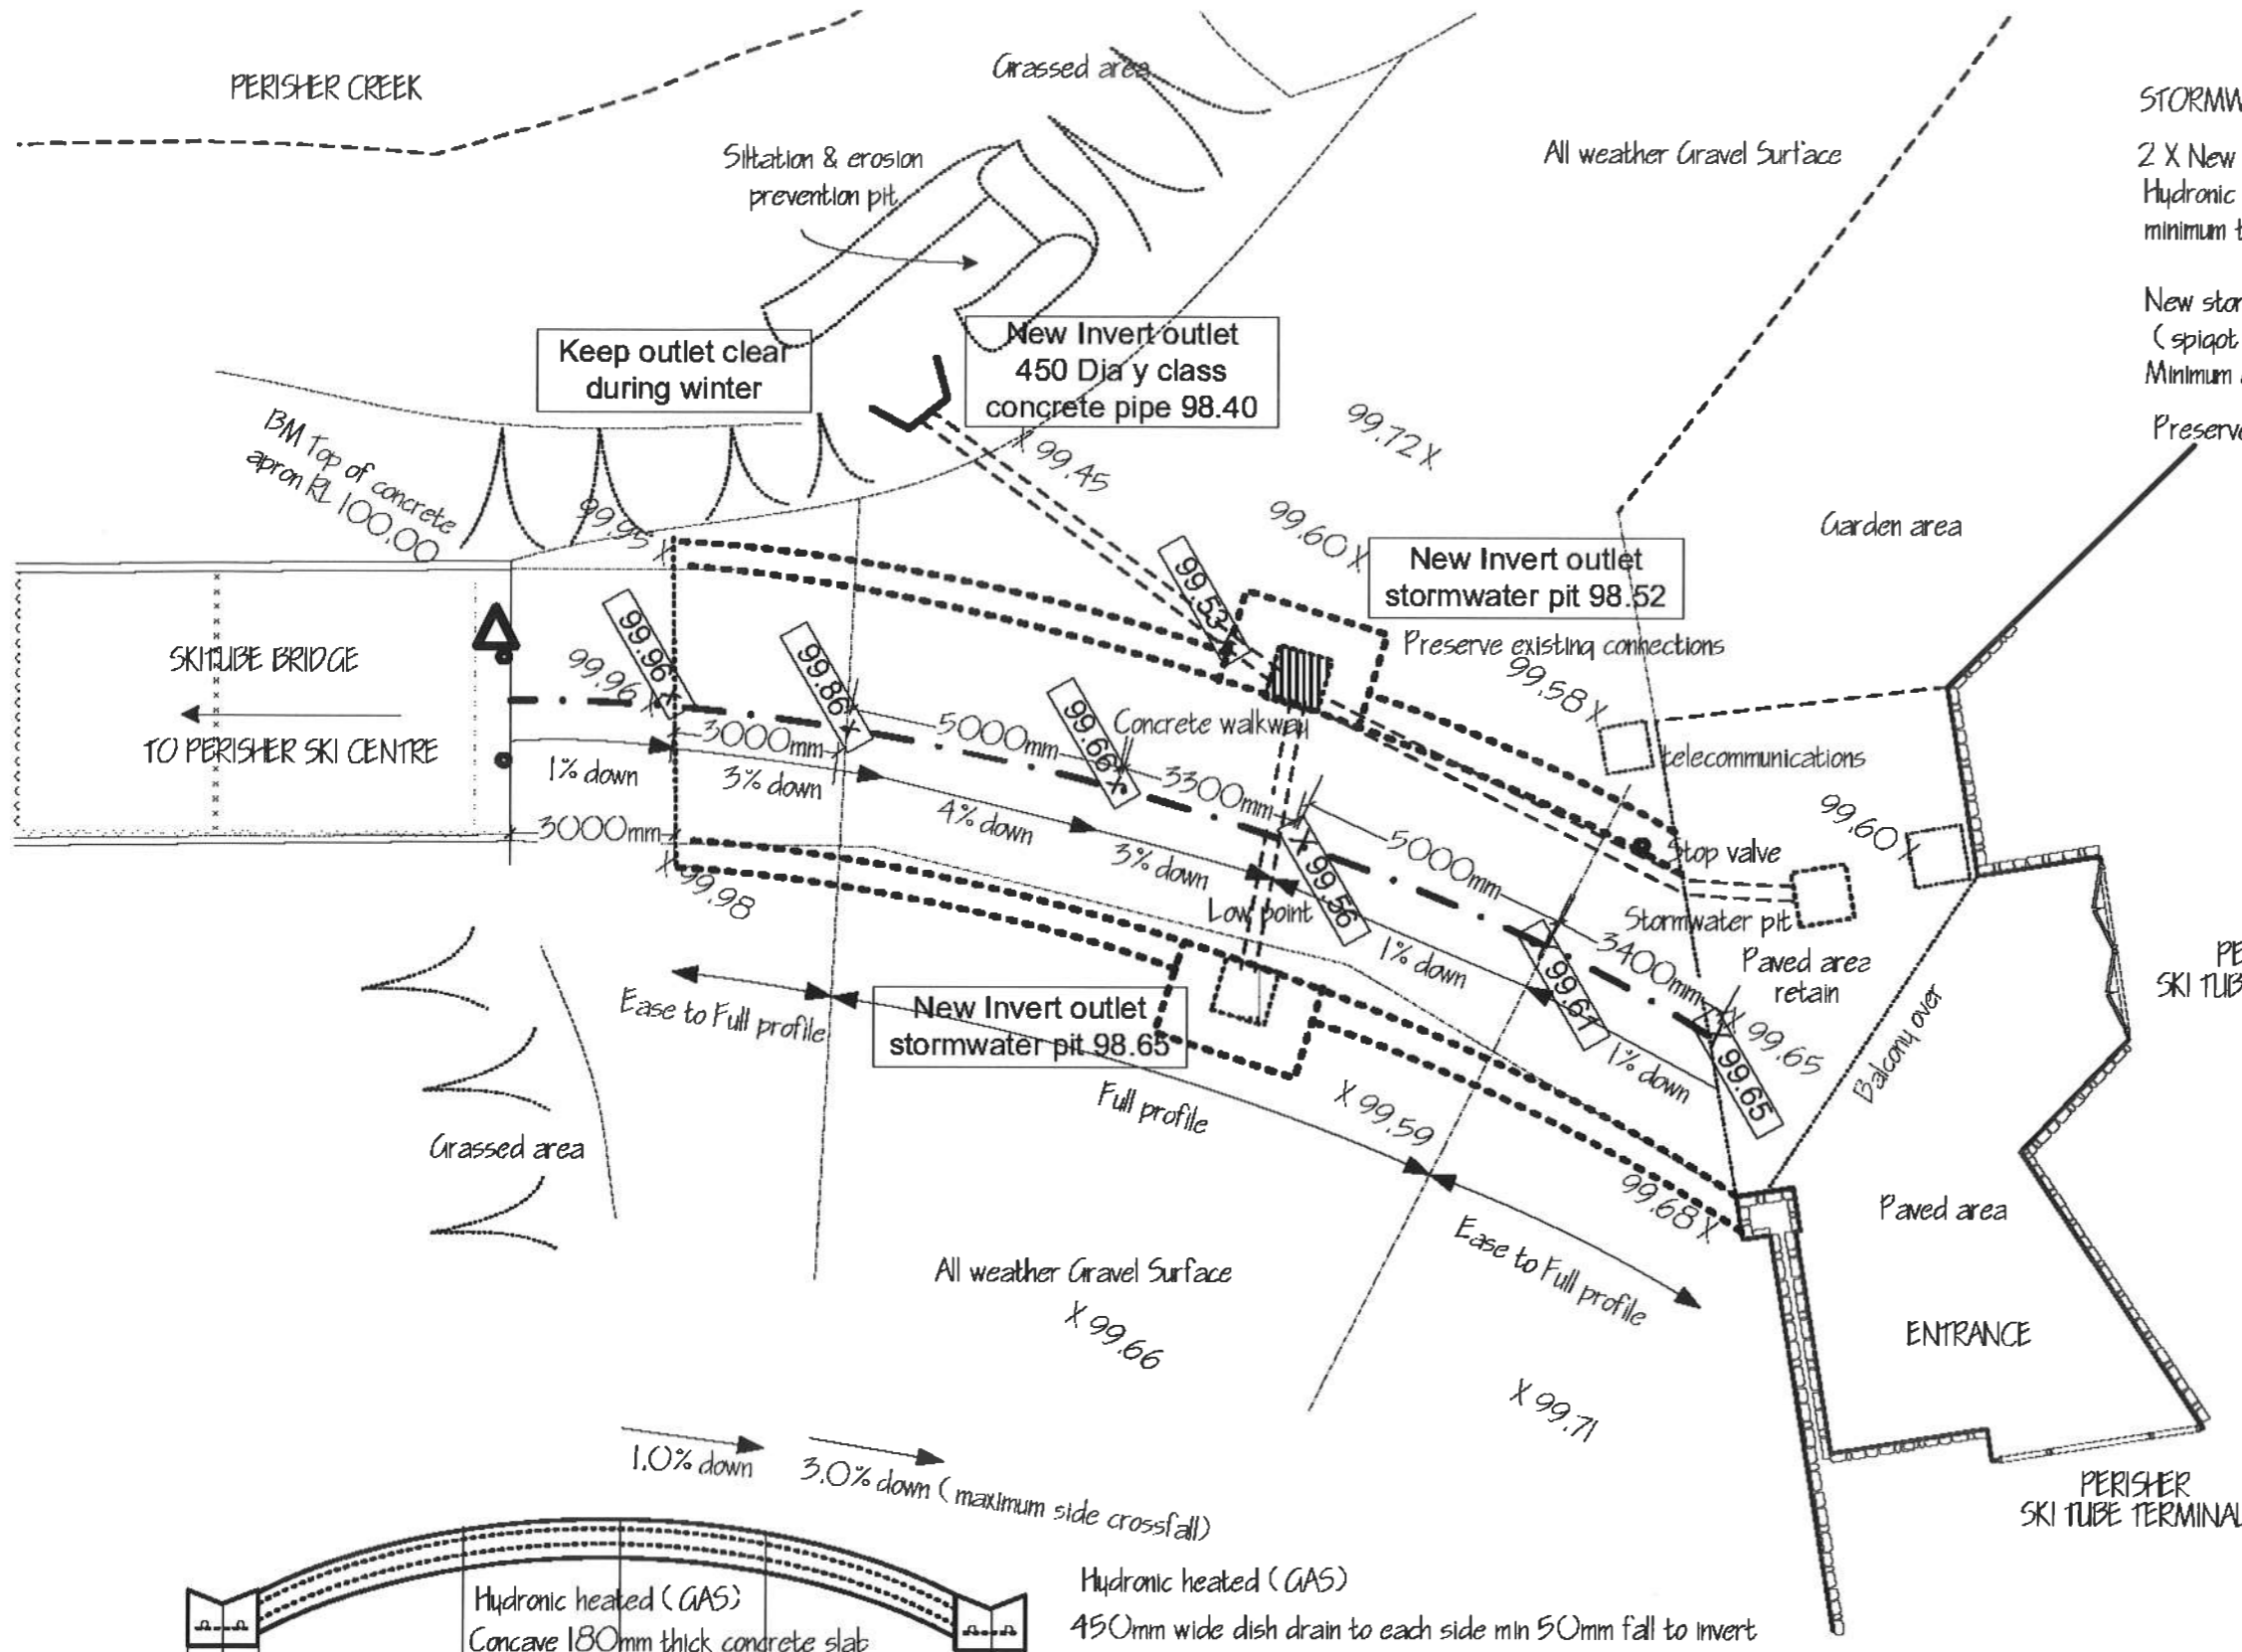 PERISHER CREEK
Grassed area
STORMW
2 X New
Hydronic
minimum t
All weather Gravel Surface
Siltation & erosion
prevention pit
New stor
(spigot
Minimum
Preserve
Keep outlet clear
during winter
New Invert outlet
450 Dia y class
concrete pipe 98.40
BM Top of concrete
apron RL 100.00
X 99.45
99.72 X
99.60 X
Garden area
New Invert outlet
stormwater pit 98.52
Preserve existing connections
99.95 X
99.53
99.58 X
SKITUBE BRIDGE
TO PERISHER SKI CENTRE
99.96 X
99.96 X
99.86 X
99.66 X
Concrete walkway
telecommunications
99.60 X
3000mm
5000mm
3300mm
5000mm
3400mm
1% down
3% down
4% down
3% down
3000mm
X 99.98
Low point
X 99.56
Stop valve
Stormwater pit
Paved area
retain
1% down
X 99.61
1% down
X 99.65
X 99.65
Balcony over
PE
SKI TUB
Ease to Full profile
New Invert outlet
stormwater pit 98.65
Full profile
X 99.59
99.68 X
Ease to Full profile
Grassed area
Paved area
ENTRANCE
All weather Gravel Surface
X 99.66
X 99.71
PERISHER
SKI TUBE TERMINAL
1.0% down
3.0% down (maximum side crossfall)
Hydronic heated (GAS)
Concave 180mm thick concrete slab
Hydronic heated (GAS)
450mm wide dish drain to each side min 50mm fall to invert